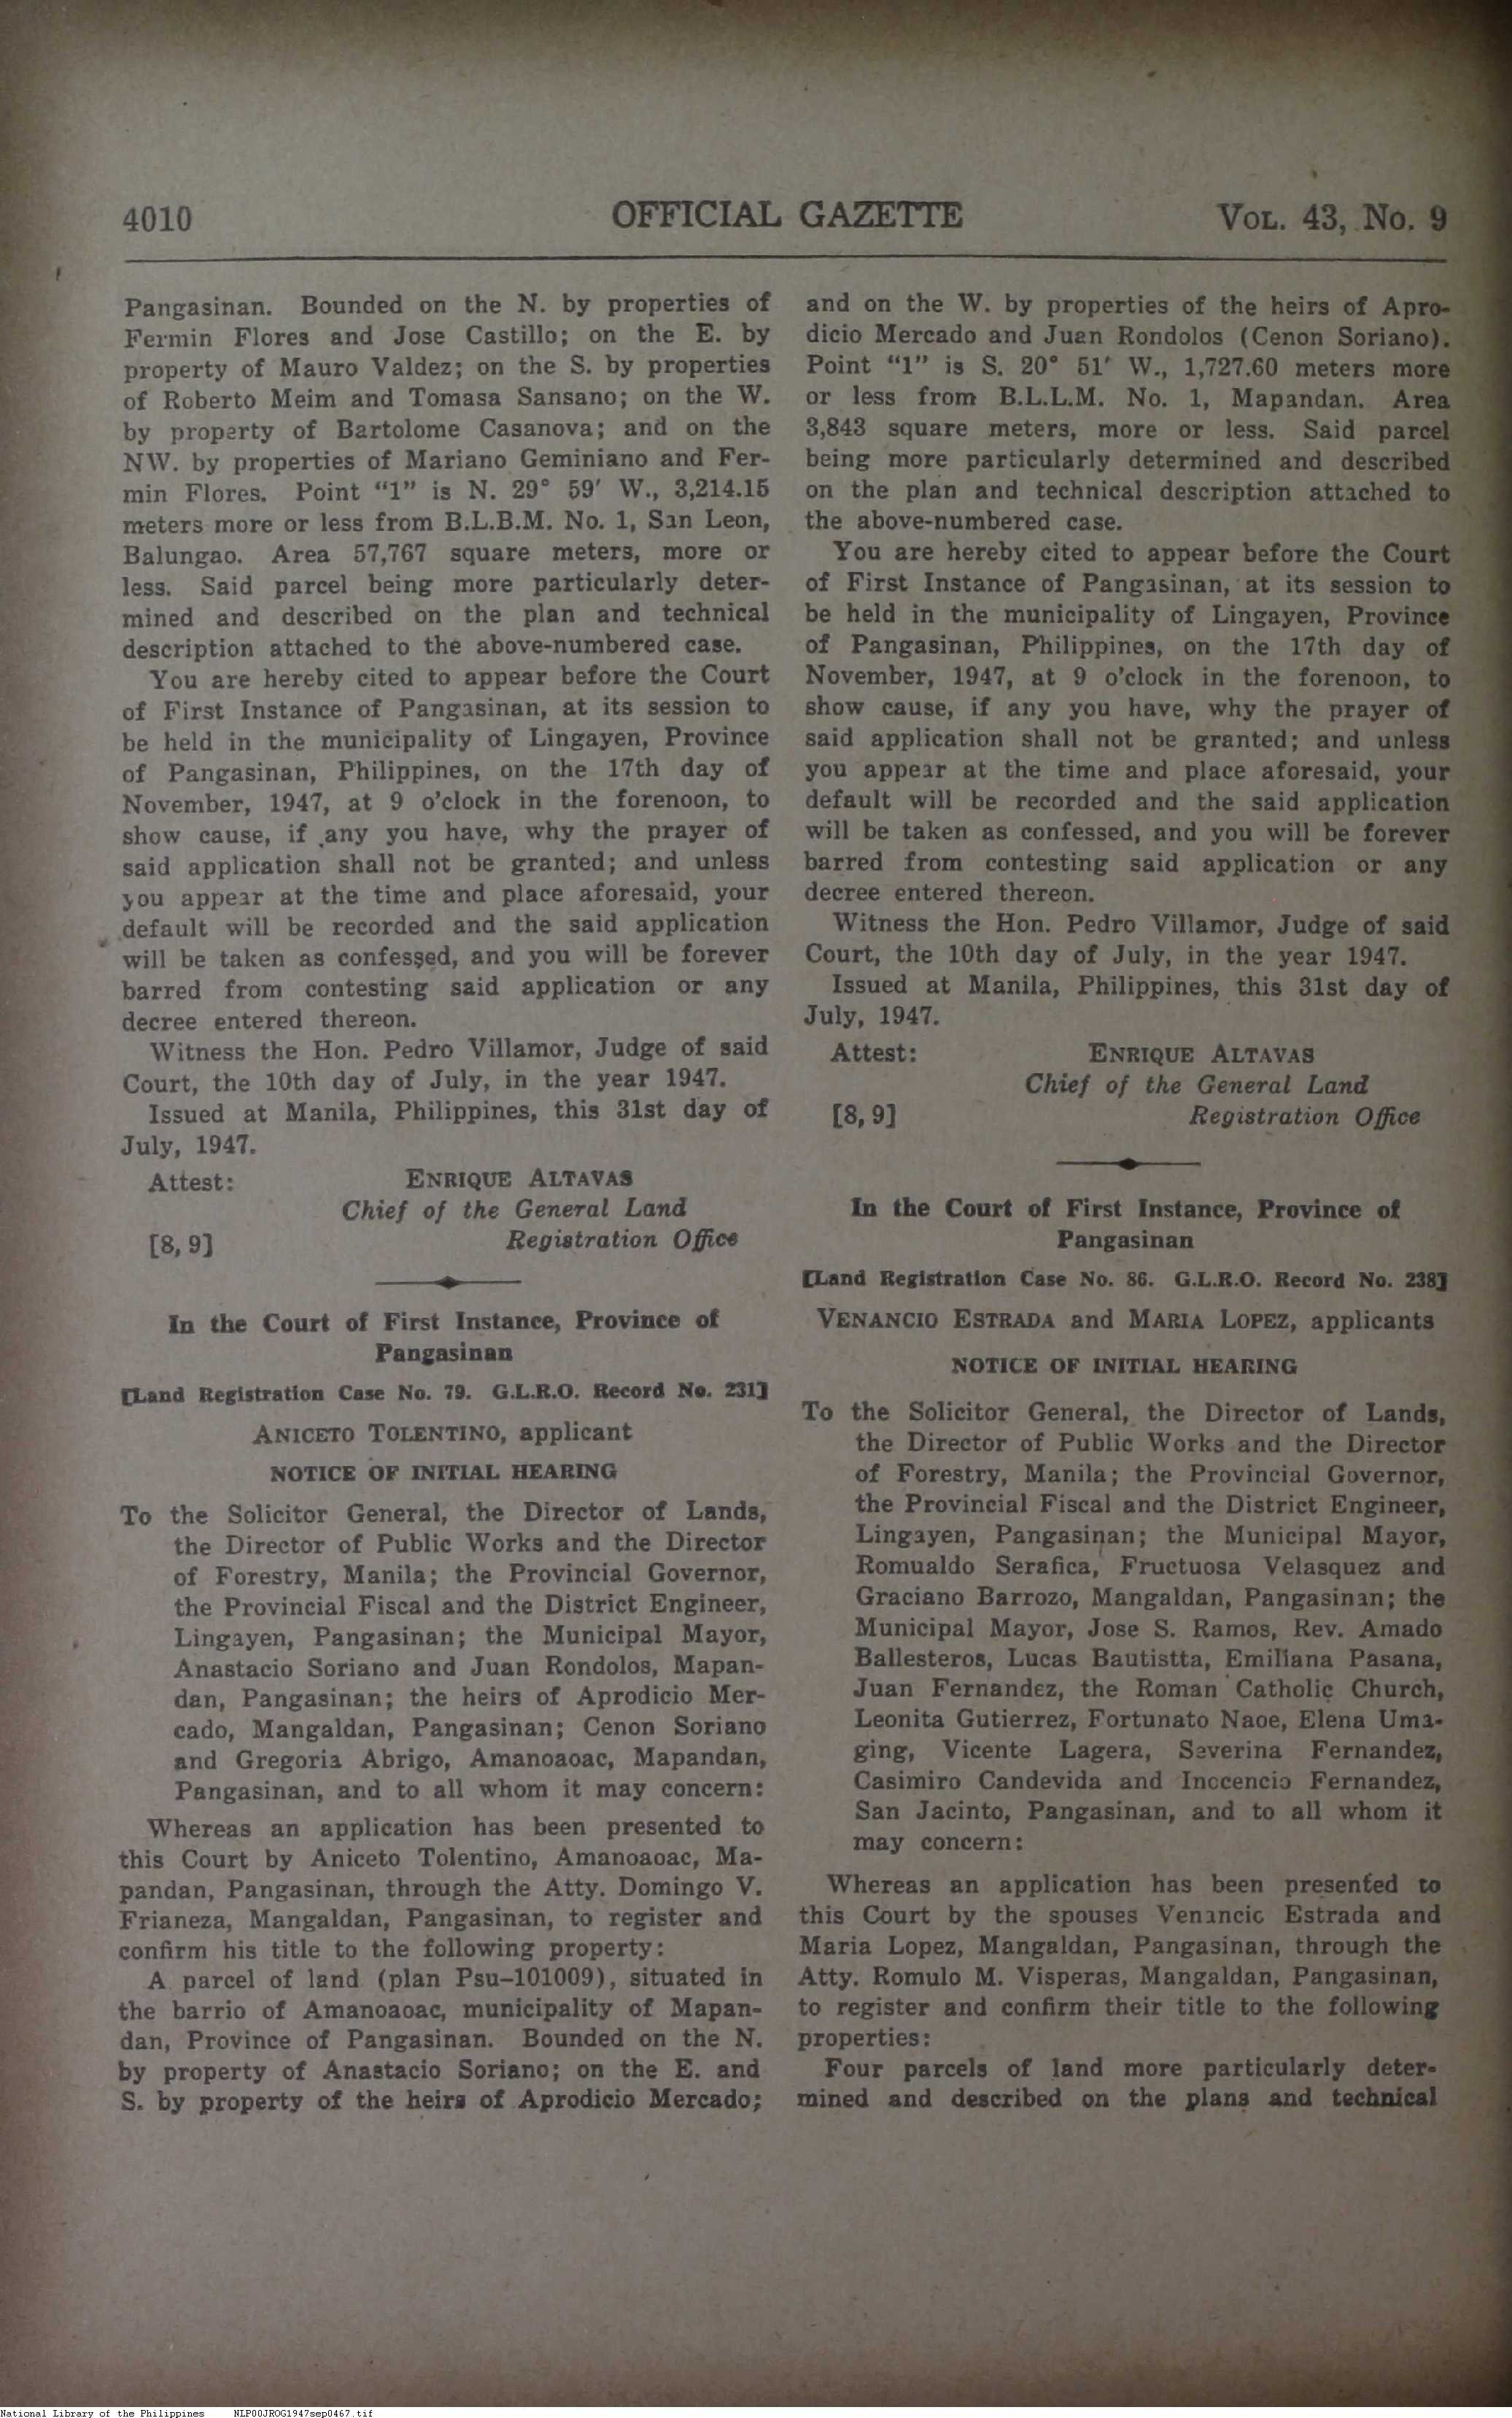 4010 OFFICIAL GAZETTE VOL. 43, No. 9
Pangasinan. Bounded on the N. by properties of
Fermin Flores and Jose Castillo; on the E. by
property of Mauro Valdez; on the S. by properties
of Roberto Meim and Tomasa Sansano; on the W.
by property of Bartolome Casanova; and on the
NW. by properties of Mariano Geminiano and Fer-
min Flores. Point “1” is N. 29° 59′ W., 3,214.15
meters more or less from B.L.B.M. No. 1, San Leon,
Balungao. Area 57,767 square meters, more or
less. Said parcel being more particularly deter-
mined and described on the plan and technical
description attached to the above-numbered case.
You are hereby cited to appear before the Court
of First Instance of Pangasinan, at its session to
be held in the municipality of Lingayen, Province
of Pangasinan, Philippines, on the 17th day of
November, 1947, at 9 o’clock in the forenoon, to
show cause, if any you have, why the prayer of
said application shall not be granted; and unless
you appear at the time and place aforesaid, your
default will be recorded and the said application
will be taken as confessed, and you will be forever
barred from contesting said application or any
decree entered thereon.
Witness the Hon. Pedro Villamor, Judge of said
Court, the 10th day of July, in the year 1947.
Issued at Manila, Philippines, this 31st day of
July, 1947.
Attest: ENRIQUE ALTAVAS
Chief of the General Land
[8, 9] Registration Office
In the Court of First Instance, Province of
Pangasinan
[Land Registration Case No. 79. G.L.R.O. Record No. 231]
ANICETO TOLENTINO, applicant
NOTICE OF INITIAL HEARING
To the Solicitor General, the Director of Lands,
the Director of Public Works and the Director
of Forestry, Manila; the Provincial Governor,
the Provincial Fiscal and the District Engineer,
Lingayen, Pangasinan; the Municipal Mayor,
Anastacio Soriano and Juan Rondolos, Mapan-
dan, Pangasinan; the heirs of Aprodicio Mer-
cado, Mangaldan, Pangasinan; Cenon Soriano
and Gregoria Abrigo, Amanoaoac, Mapandan,
Pangasinan, and to all whom it may concern:
Whereas an application has been presented to
this Court by Aniceto Tolentino, Amanoaoac, Ma-
pandan, Pangasinan, through the Atty. Domingo V.
Frianeza, Mangaldan, Pangasinan, to register and
confirm his title to the following property:
A parcel of land (plan Psu–101009), situated in
the barrio of Amanoaoac, municipality of Mapan-
dan, Province of Pangasinan. Bounded on the N.
by property of Anastacio Soriano; on the E. and
S. by property of the heirs of Aprodicio Mercado;
and on the W. by properties of the heirs of Apro-
dicio Mercado and Juan Rondolos (Cenon Soriano).
Point “1” is S. 20° 51′ W., 1,727.60 meters more
or less from B.L.L.M. No. 1, Mapandan. Area
3,843 square meters, more or less. Said parcel
being more particularly determined and described
on the plan and technical description attached to
the above-numbered case.
You are hereby cited to appear before the Court
of First Instance of Pangasinan, at its session to
be held in the municipality of Lingayen, Province
of Pangasinan, Philippines, on the 17th day of
November, 1947, at 9 o’clock in the forenoon, to
show cause, if any you have, why the prayer of
said application shall not be granted; and unless
you appear at the time and place aforesaid, your
default will be recorded and the said application
will be taken as confessed, and you will be forever
barred from contesting said application or any
decree entered thereon.
Witness the Hon. Pedro Villamor, Judge of said
Court, the 10th day of July, in the year 1947.
Issued at Manila, Philippines, this 31st day of
July, 1947.
Attest: ENRIQUE ALTAVAS
Chief of the General Land
[8, 9] Registration Office
In the Court of First Instance, Province of
Pangasinan
[Land Registration Case No. 86. G.L.R.O. Record No. 238]
VENANCIO ESTRADA and MARIA LOPEZ, applicants
NOTICE OF INITIAL HEARING
To the Solicitor General, the Director of Lands,
the Director of Public Works and the Director
of Forestry, Manila; the Provincial Governor,
the Provincial Fiscal and the District Engineer,
Lingayen, Pangasinan; the Municipal Mayor,
Romualdo Serafica, Fructuosa Velasquez and
Graciano Barrozo, Mangaldan, Pangasinan; the
Municipal Mayor, Jose S. Ramos, Rev. Amado
Ballesteros, Lucas Bautistta, Emiliana Pasana,
Juan Fernandez, the Roman Catholic Church,
Leonita Gutierrez, Fortunato Naoe, Elena Uma-
ging, Vicente Lagera, Severina Fernandez,
Casimiro Candevida and Inocencio Fernandez,
San Jacinto, Pangasinan, and to all whom it
may concern:
Whereas an application has been presented to
this Court by the spouses Venancio Estrada and
Maria Lopez, Mangaldan, Pangasinan, through the
Atty. Romulo M. Visperas, Mangaldan, Pangasinan,
to register and confirm their title to the following
properties:
Four parcels of land more particularly deter-
mined and described on the plans and technical
National Library of the Philippines NLP00JROG1947sep0467.tif